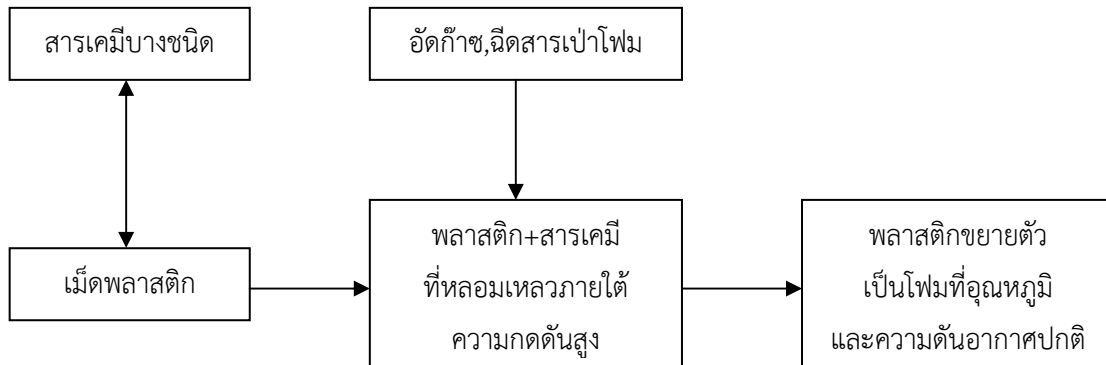 สารเคมีบางชนิด
อัดก๊าซ,ฉีดสารเป่าโฟม
เม็ดพลาสติก
พลาสติก+สารเคมี
ที่หลอมเหลวภายใต้
ความกดดันสูง
พลาสติกขยายตัว
เป็นโฟมที่อุณหภูมิ
และความดันอากาศปกติ